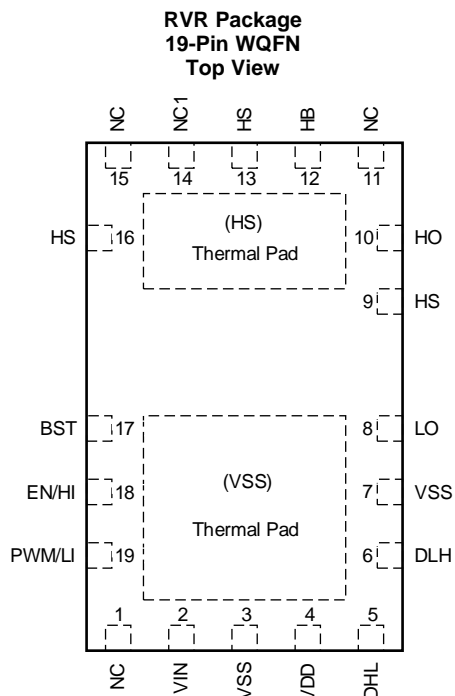 RVR Package
19-Pin WQFN
Top View
NC NC1 HS HB NC
15 14 13 12 11
(HS)
Thermal Pad
HS 16 10 HO
9 HS
BST 17 8 LO
(VSS)
Thermal Pad
EN/HI 18 7 VSS
PWM/LI 19 6 DLH
1 2 3 4 5
NC VIN VSS VDD DHL